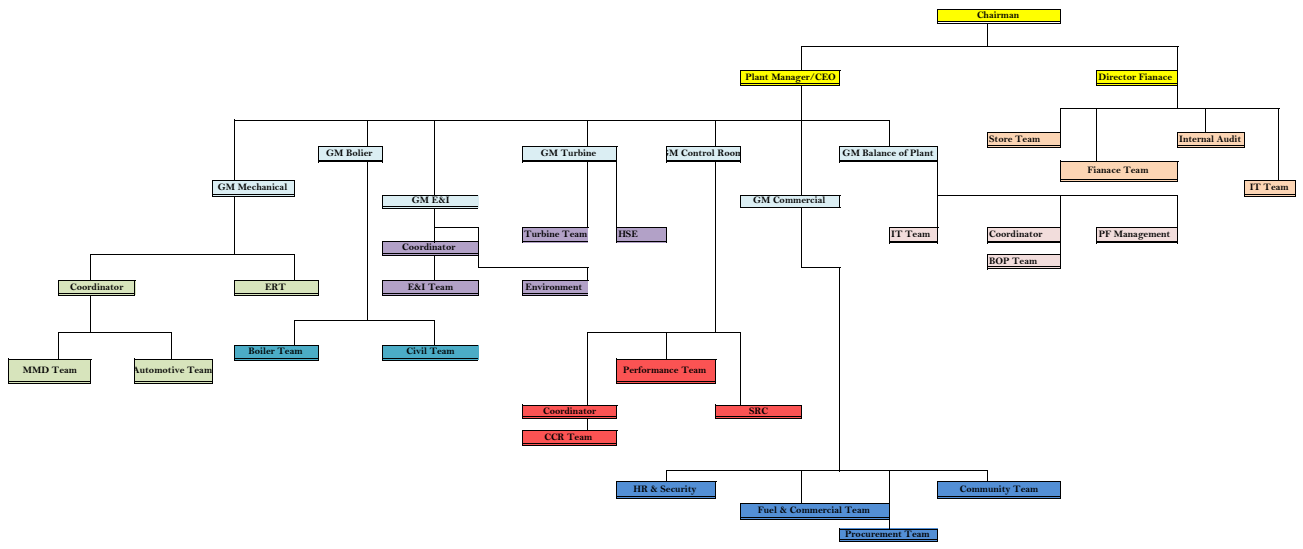 Chairman
Plant Manager/CEO
Director Fianace
Store Team
Internal Audit
GM Bolier
GM Turbine
GM Control Room
GM Balance of Plant
Fianace Team
GM Mechanical
IT Team
GM E&I
GM Commercial
Turbine Team
HSE
IT Team
Coordinator
PF Management
Coordinator
BOP Team
Coordinator
ERT
E&I Team
Environment
Boiler Team
Civil Team
MMD Team
Automotive Team
Performance Team
Coordinator
SRC
CCR Team
HR & Security
Community Team
Fuel & Commercial Team
Procurement Team